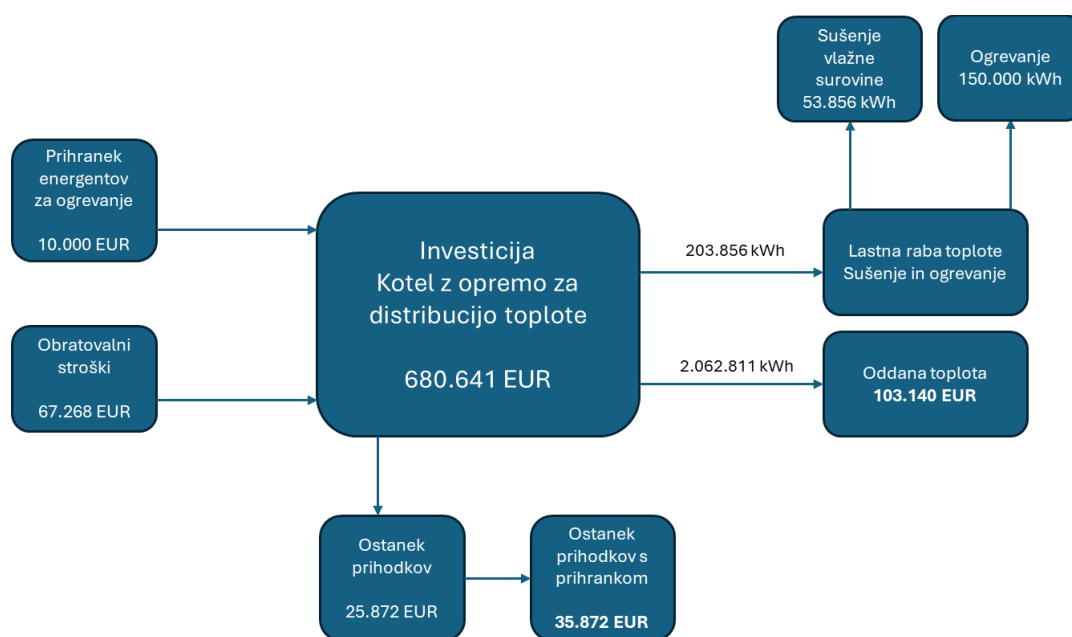 Sušenje
vlažne
surovine
53.856 kWh
Ogrevanje
150.000 kWh
Prihranek
energentov
za ogrevanje
10.000 EUR
Investicija
Kotel z opremo za
distribucijo toplote
680.641 EUR
203.856 kWh
Lastna raba toplote
Sušenje in ogrevanje
Obratovalni
stroški
67.268 EUR
2.062.811 kWh
Oddana toplota
103.140 EUR
Ostanek
prihodkov
25.872 EUR
Ostanek
prihodkov s
prihrankom
35.872 EUR